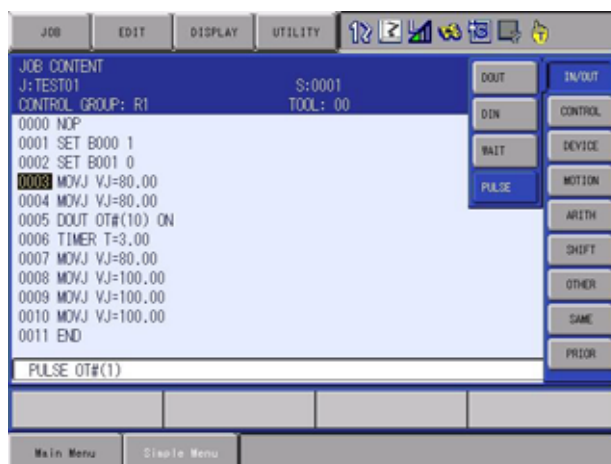 JOB EDIT DISPLAY UTILITY
JOB CONTENT
J:TEST01 S:0001
CONTROL GROUP: R1 TOOL: 00
0000 NOP
0001 SET B000 1
0002 SET B001 0
0003 MOVJ VJ=80.00
0004 MOVJ VJ=80.00
0005 DOUT OT#(10) ON
0006 TIMER T=3.00
0007 MOVJ VJ=80.00
0008 MOVJ VJ=100.00
0009 MOVJ VJ=100.00
0010 MOVJ VJ=100.00
0011 END
PULSE OT#(1)
DOUT
DIN
WAIT
PULSE
IN/OUT
CONTROL
DEVICE
MOTION
ARITH
SHIFT
OTHER
SAME
PRIOR
Main Menu Simple Menu